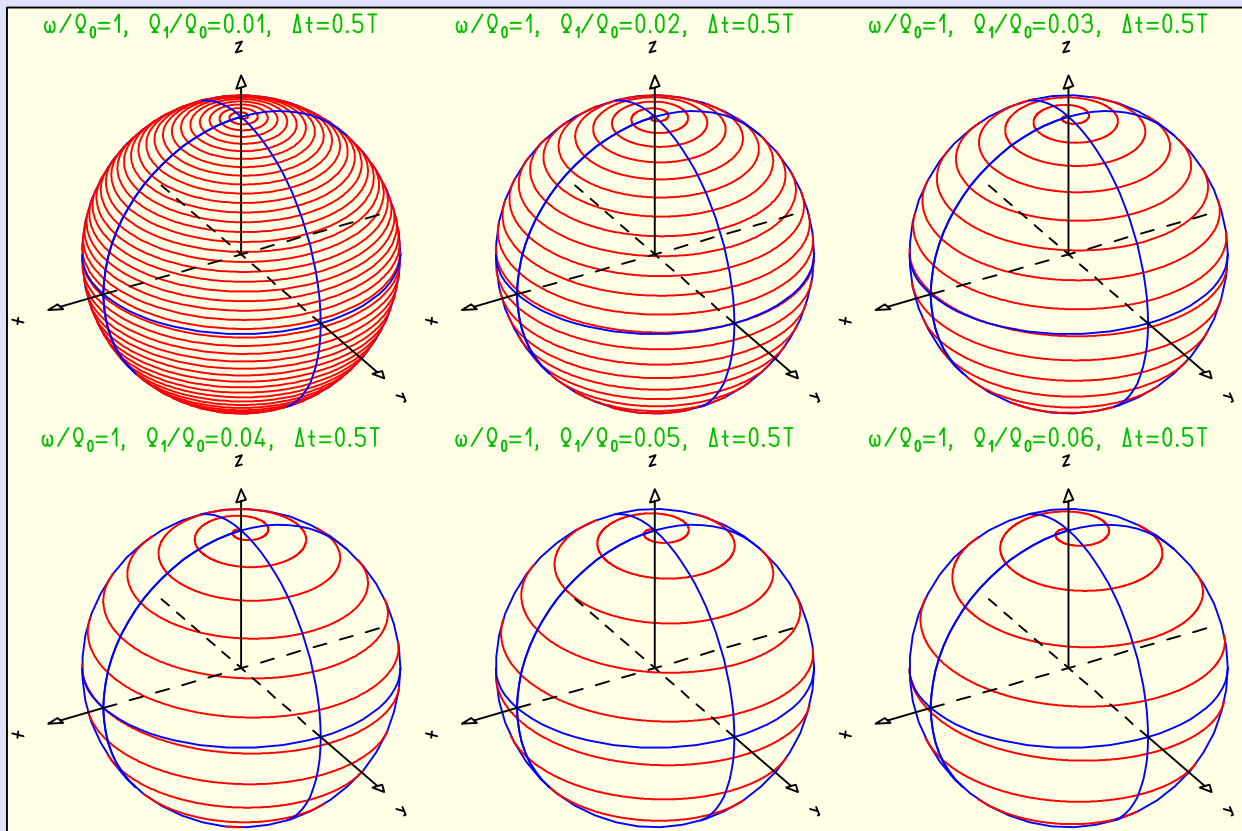 ω/Ω₀=1, Ω₁/Ω₀=0.01, Δt=0.5T
z
x
y
ω/Ω₀=1, Ω₁/Ω₀=0.02, Δt=0.5T
z
x
y
ω/Ω₀=1, Ω₁/Ω₀=0.03, Δt=0.5T
z
x
y
ω/Ω₀=1, Ω₁/Ω₀=0.04, Δt=0.5T
z
x
y
ω/Ω₀=1, Ω₁/Ω₀=0.05, Δt=0.5T
z
x
y
ω/Ω₀=1, Ω₁/Ω₀=0.06, Δt=0.5T
z
x
y